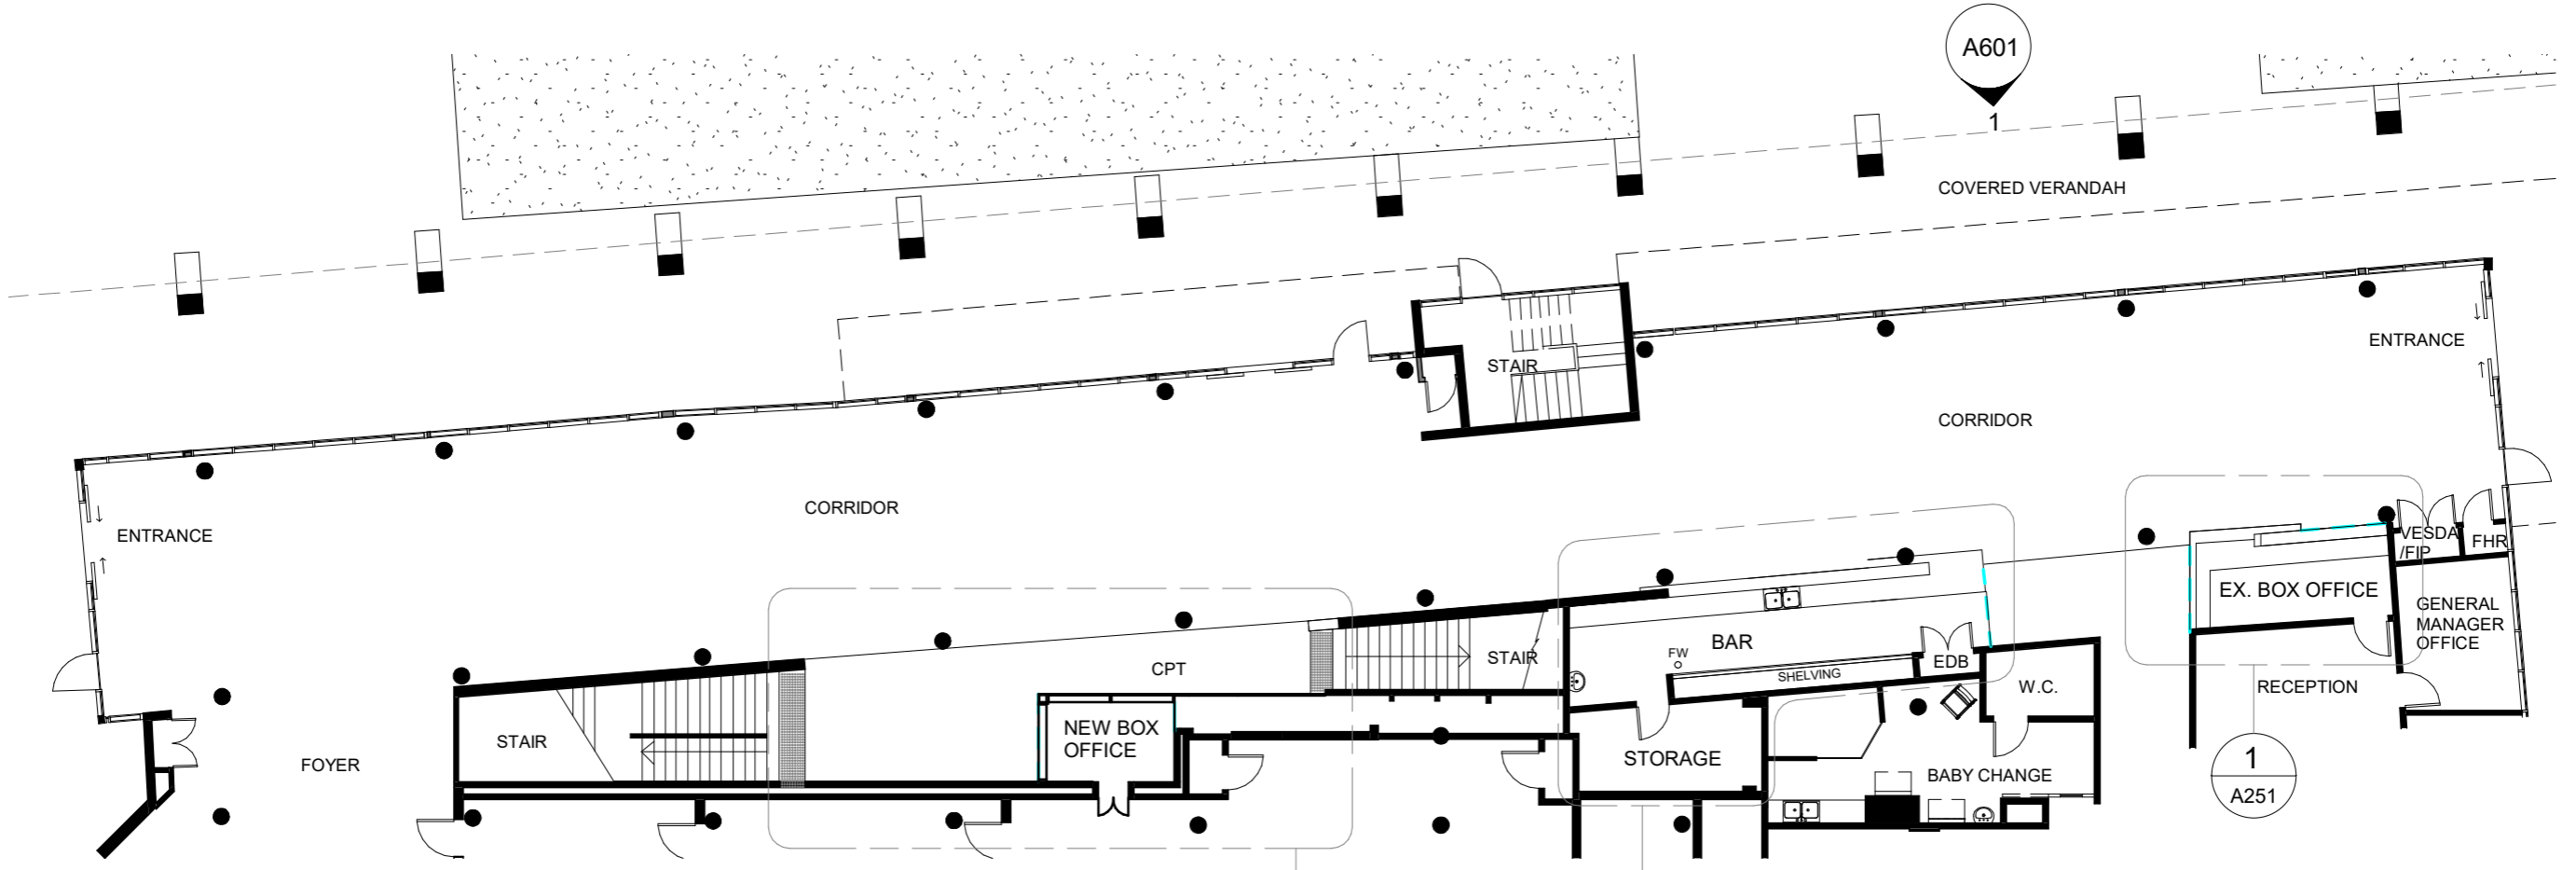 A601
1
COVERED VERANDAH
ENTRANCE
STAIR
CORRIDOR
CORRIDOR
ENTRANCE
VESDA
/FIP
FHR
EX. BOX OFFICE
GENERAL
MANAGER
OFFICE
BAR
FW
EDB
SHELVING
STAIR
CPT
W.C.
RECEPTION
NEW BOX
OFFICE
STAIR
STORAGE
FOYER
BABY CHANGE
1
A251